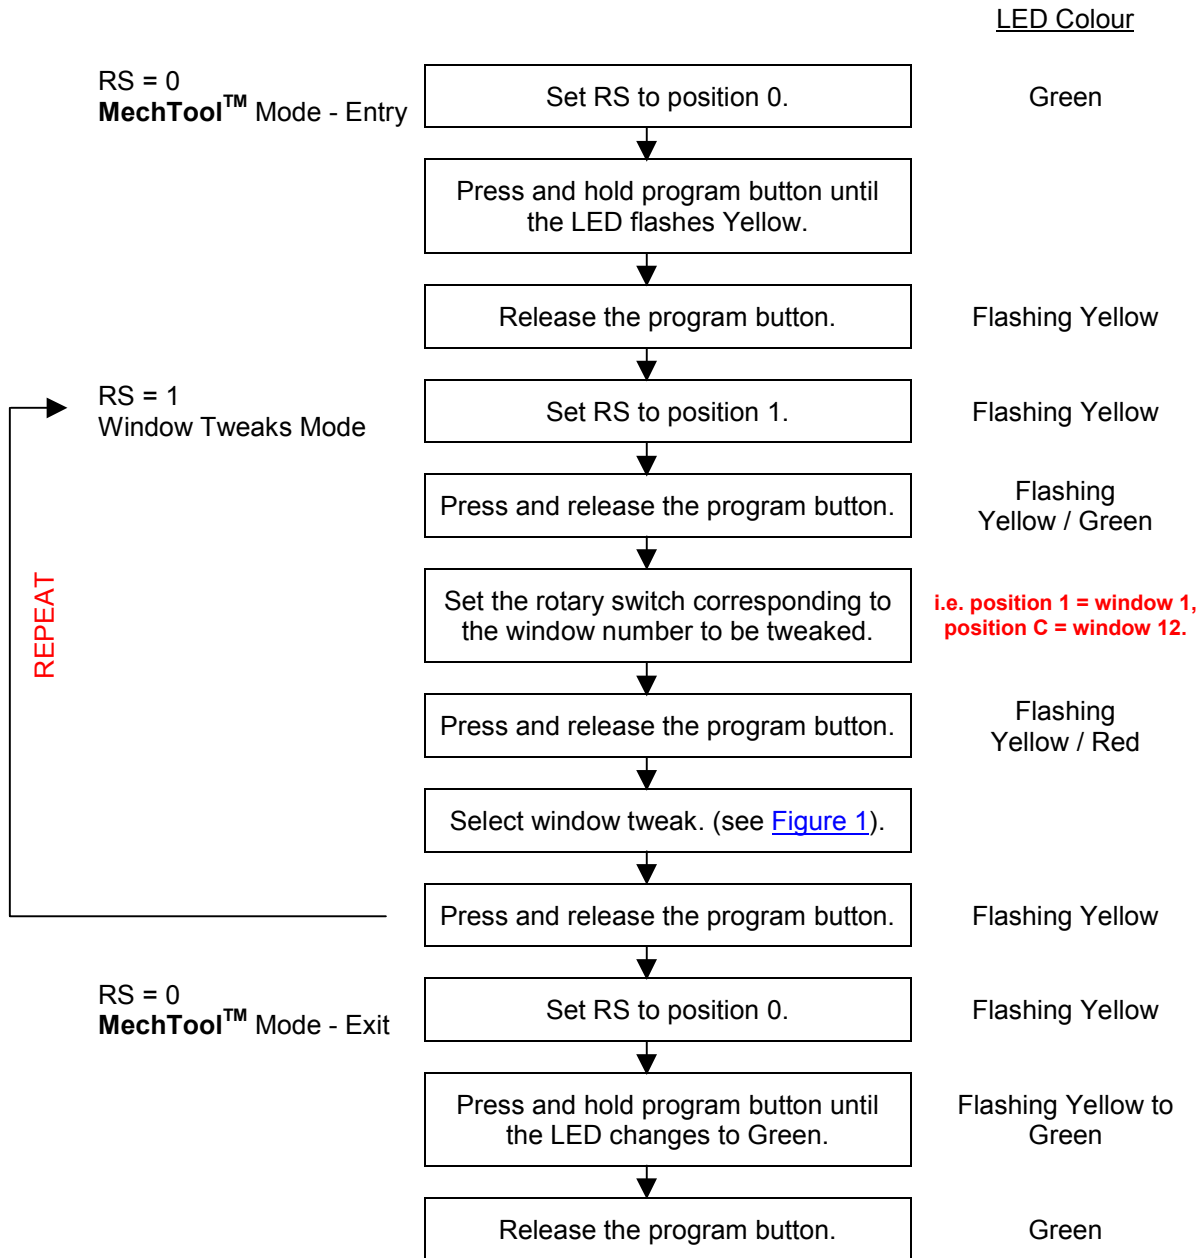 LED Colour
RS = 0
MechTool™ Mode - Entry
Set RS to position 0.
Green
Press and hold program button until
the LED flashes Yellow.
Release the program button.
Flashing Yellow
RS = 1
Window Tweaks Mode
Set RS to position 1.
Flashing Yellow
Press and release the program button.
Flashing
Yellow / Green
REPEAT
Set the rotary switch corresponding to
the window number to be tweaked.
i.e. position 1 = window 1,
position C = window 12.
Press and release the program button.
Flashing
Yellow / Red
Select window tweak. (see Figure 1).
Press and release the program button.
Flashing Yellow
RS = 0
MechTool™ Mode - Exit
Set RS to position 0.
Flashing Yellow
Press and hold program button until
the LED changes to Green.
Flashing Yellow to
Green
Release the program button.
Green